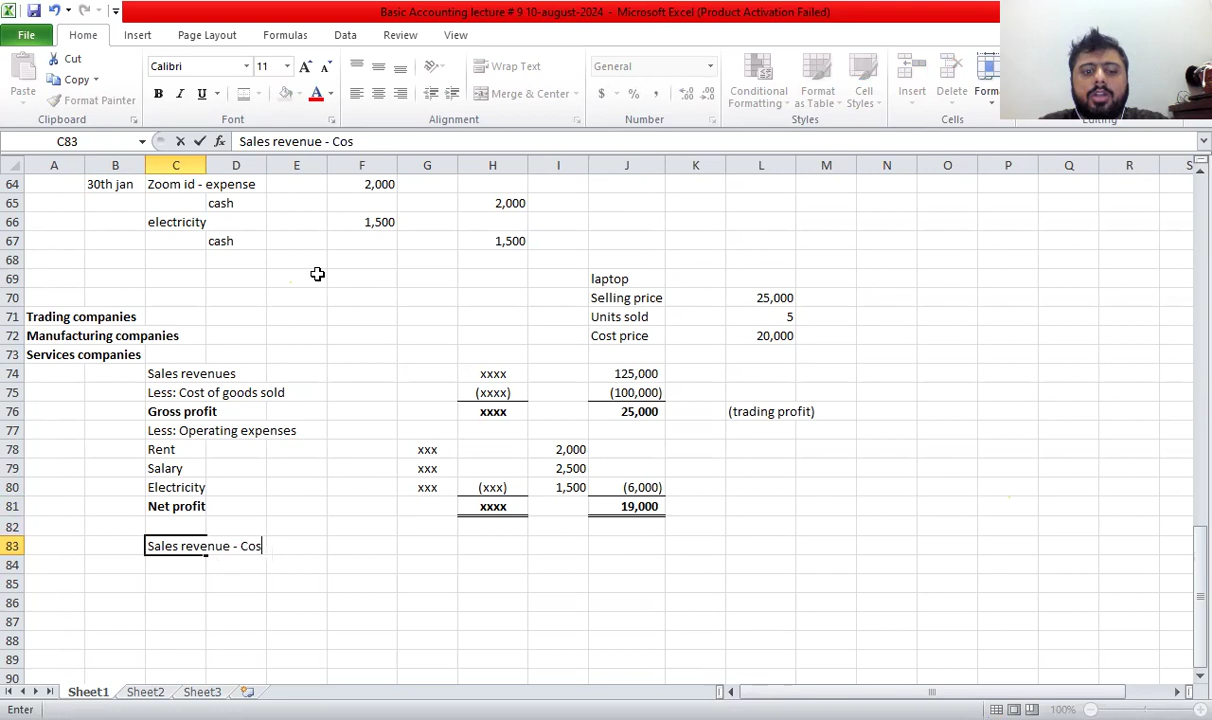 Basic Accounting lecture # 9 10-august-2024 - Microsoft Excel (Product Activation Failed)
File Home Insert Page Layout Formulas Data Review View
Paste Cut Copy Format Painter
Clipboard
Calibri 11
B I U A
Font
Wrap Text
Merge & Center
Alignment
General
$ % ,
Number
Conditional Formatting Format as Table Cell Styles
Styles
Insert Delete
C83 fx Sales revenue - Cos
A B C D E F G H I J K L M N O P Q R S
64 30th jan Zoom id - expense 2,000
65 cash 2,000
66 electricity 1,500
67 cash 1,500
68
69 laptop
70 Selling price 25,000
71 Trading companies Units sold 5
72 Manufacturing companies Cost price 20,000
73 Services companies
74 Sales revenues xxxx 125,000
75 Less: Cost of goods sold (xxxx) (100,000)
76 Gross profit xxxx 25,000 (trading profit)
77 Less: Operating expenses
78 Rent xxx 2,000
79 Salary xxx 2,500
80 Electricity xxx (xxx) 1,500 (6,000)
81 Net profit xxxx 19,000
82
83 Sales revenue - Cos
84
85
86
87
88
89
90
Sheet1 Sheet2 Sheet3
Enter 100%